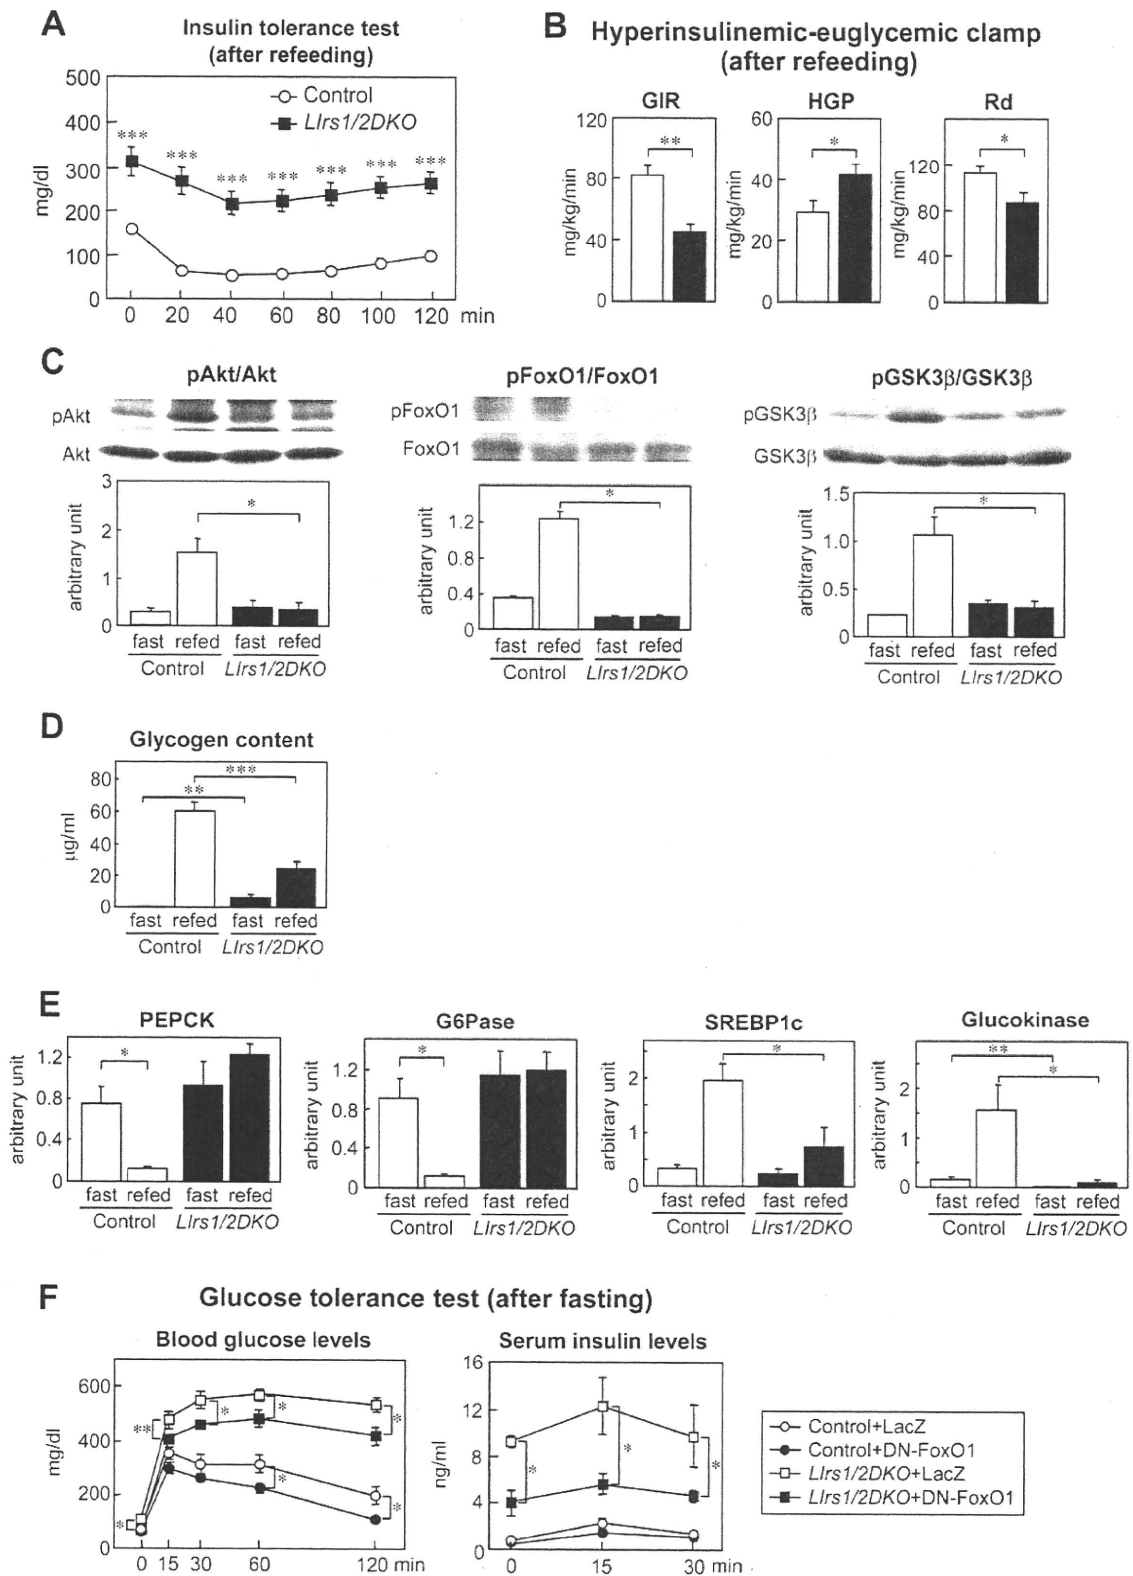 A
Insulin tolerance test
(after refeeding)
mg/dl
500
400
300
200
100
0
Control
LIrs1/2DKO
***
***
***
***
***
***
***
0 20 40 60 80 100 120 min
B
Hyperinsulinemic-euglycemic clamp
(after refeeding)
GIR
mg/kg/min
120
80
40
0
**
HGP
mg/kg/min
60
40
20
0
*
Rd
mg/kg/min
120
80
40
0
*
C
pAkt/Akt
pAkt
Akt
arbitrary unit
3
2
1
0
*
fast refed fast refed
Control LIrs1/2DKO
pFoxO1/FoxO1
pFoxO1
FoxO1
arbitrary unit
1.2
0.8
0.4
0
*
fast refed fast refed
Control LIrs1/2DKO
pGSK3β/GSK3β
pGSK3β
GSK3β
arbitrary unit
1.5
1.0
0.5
0
*
fast refed fast refed
Control LIrs1/2DKO
D
Glycogen content
μg/ml
80
60
40
20
0
***
**
fast refed fast refed
Control LIrs1/2DKO
E
PEPCK
arbitrary unit
1.2
0.8
0.4
0
*
fast refed fast refed
Control LIrs1/2DKO
G6Pase
arbitrary unit
1.2
0.8
0.4
0
*
fast refed fast refed
Control LIrs1/2DKO
SREBP1c
arbitrary unit
2
1
0
*
fast refed fast refed
Control LIrs1/2DKO
Glucokinase
arbitrary unit
2
1
0
**
*
fast refed fast refed
Control LIrs1/2DKO
F
Glucose tolerance test (after fasting)
Blood glucose levels
mg/dl
600
400
200
0
*
**
*
*
*
*
*
0 15 30 60 120 min
Serum insulin levels
ng/ml
16
12
8
4
0
*
*
*
0 15 30 min
Control+LacZ
Control+DN-FoxO1
LIrs1/2DKO+LacZ
LIrs1/2DKO+DN-FoxO1